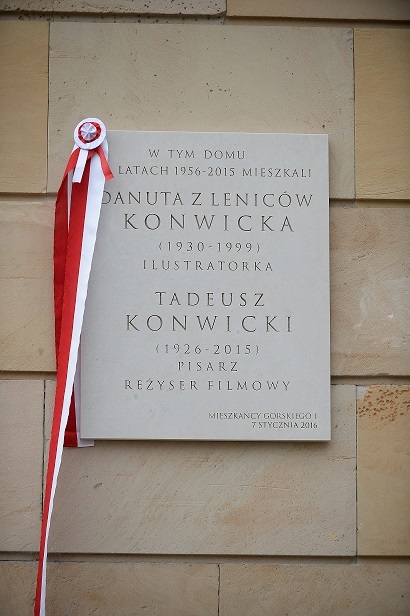 W TYM DOMU
LATACH 1956-2015 MIESZKALI
DANUTA Z LENICÓW
KONWICKA
(1930-1999)
ILUSTRATORKA
TADEUSZ
KONWICKI
(1926-2015)
PISARZ
REŻYSER FILMOWY
MIESZKAŃCY GÓRSKIEGO 1
7 STYCZNIA 2016